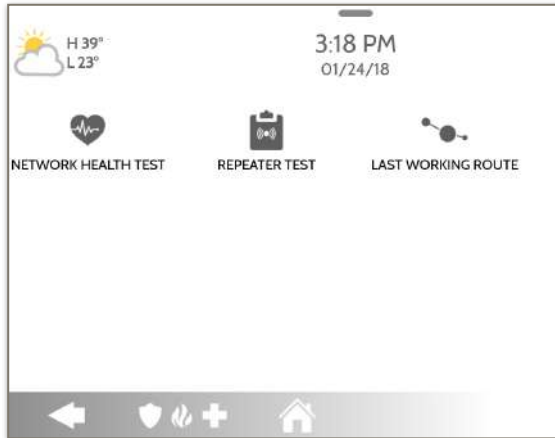 H 39°
L 23°
3:18 PM
01/24/18
NETWORK HEALTH TEST
REPEATER TEST
LAST WORKING ROUTE